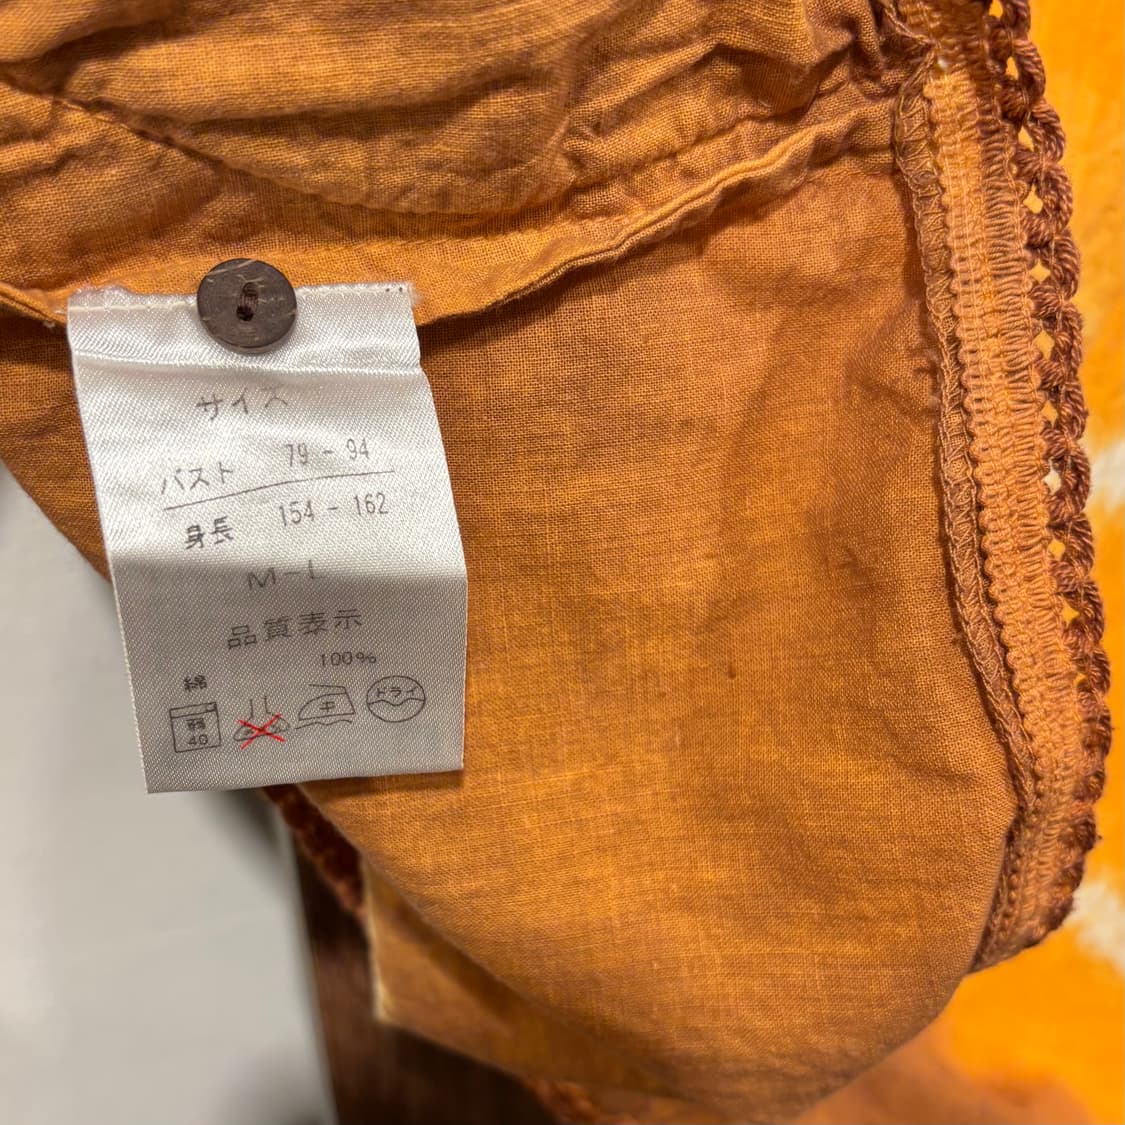 サイズ
バスト 79 - 94
身長 154 - 162
M-L
品質表示
100%
綿
弱
40
中
ドライ